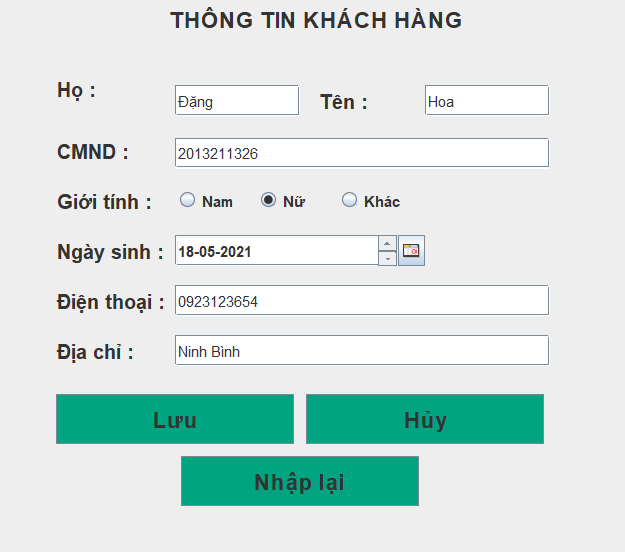 THÔNG TIN KHÁCH HÀNG
Họ : Đặng Tên : Hoa
CMND : 2013211326
Giới tính : Nam Nữ Khác
Ngày sinh : 18-05-2021
Điện thoại : 0923123654
Địa chỉ : Ninh Bình
Lưu Hủy
Nhập lại